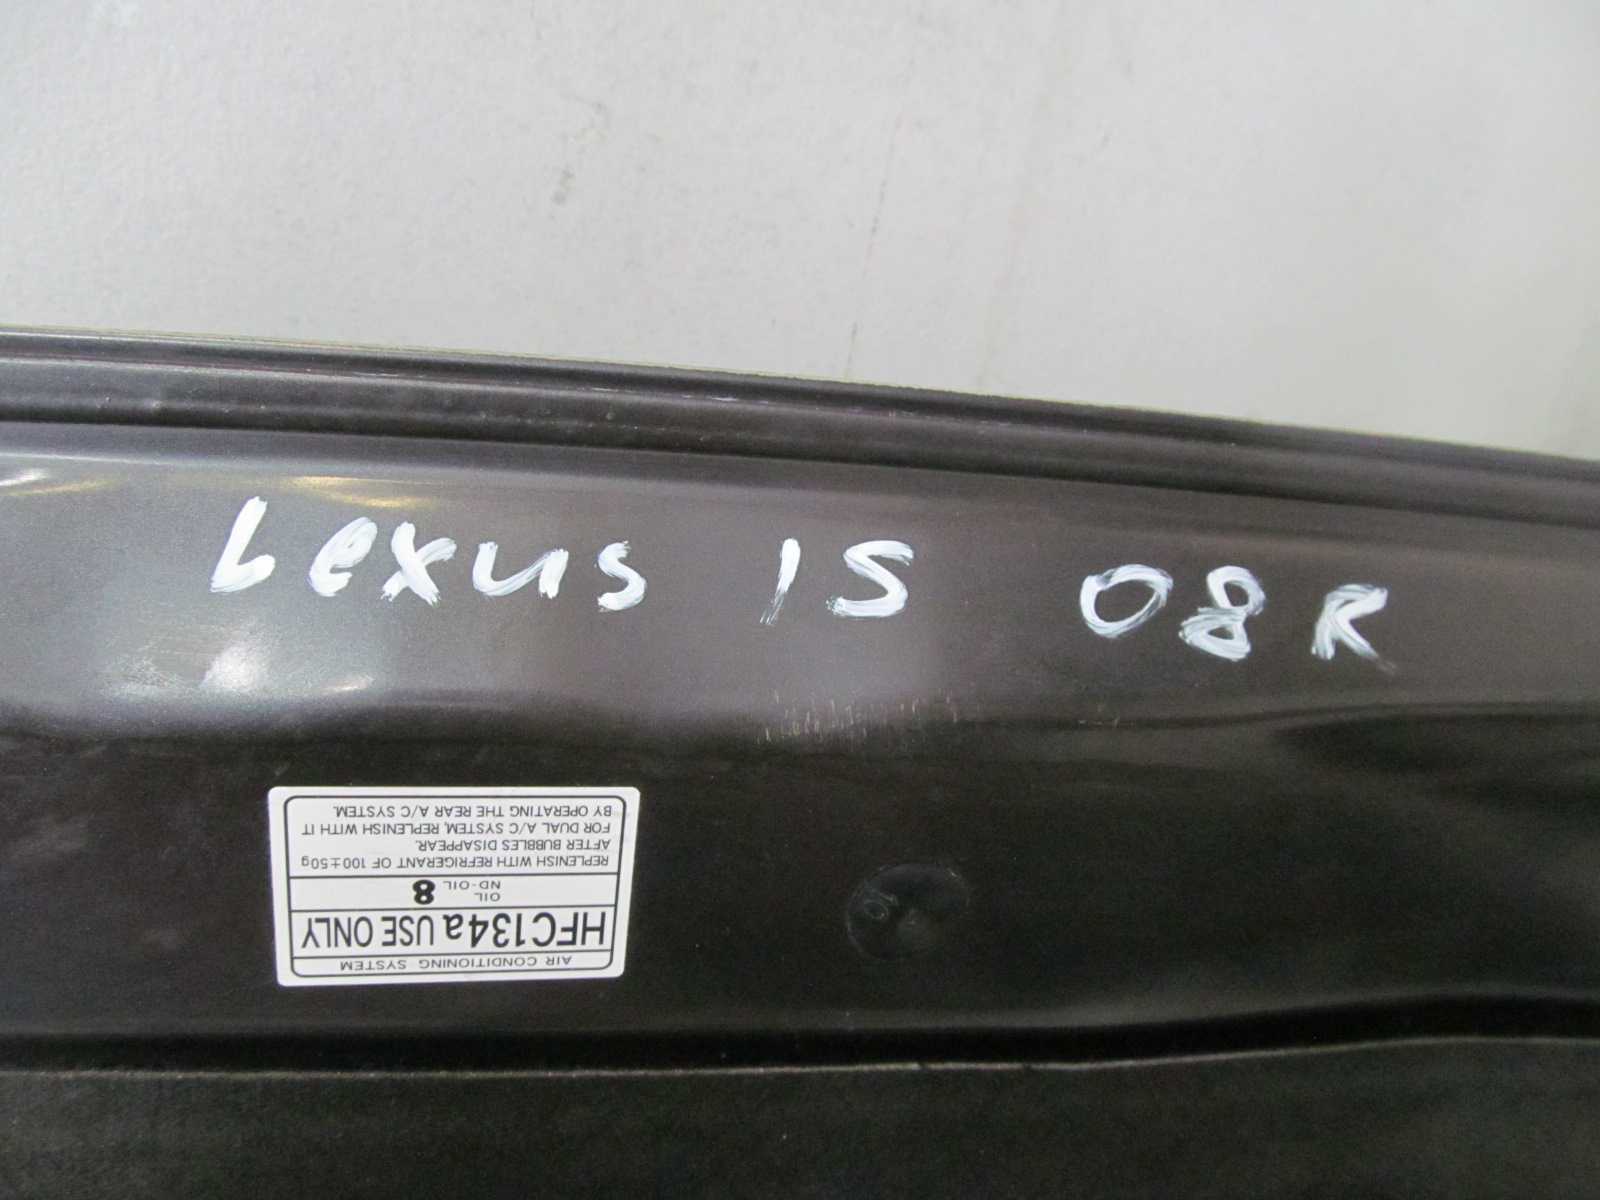 Lexus IS 08R
AIR CONDITIONING SYSTEM
HFC134a USE ONLY
OIL
ND-OIL 8
REPLENISH WITH REFRIGERANT OF 100±50g
AFTER BUBBLES DISAPPEAR.
FOR DUAL A/C SYSTEM, REPLENISH WITH IT
BY OPERATING THE REAR A/C SYSTEM.
10